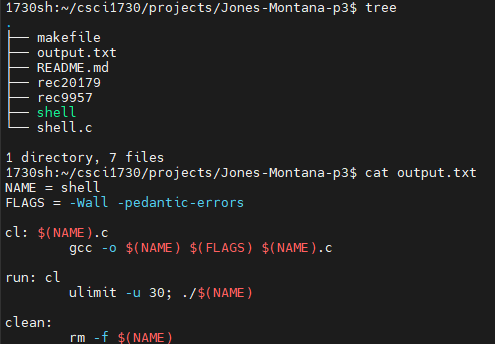 1730sh:~/csci1730/projects/Jones-Montana-p3$ tree
.
├── makefile
├── output.txt
├── README.md
├── rec20179
├── rec9957
├── shell
└── shell.c
1 directory, 7 files
1730sh:~/csci1730/projects/Jones-Montana-p3$ cat output.txt
NAME = shell
FLAGS = -Wall -pedantic-errors
cl: $(NAME).c
        gcc -o $(NAME) $(FLAGS) $(NAME).c
run: cl
        ulimit -u 30; ./$(NAME)
clean:
        rm -f $(NAME)